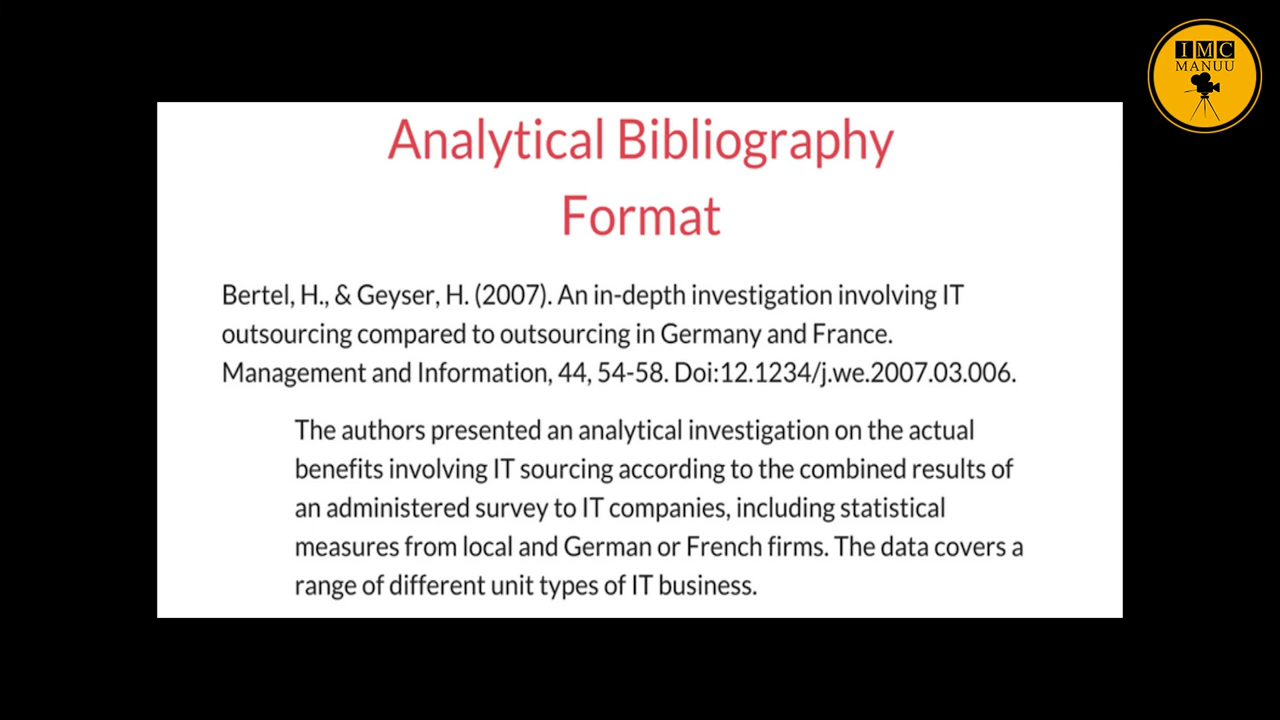 IMC
MANUU
Analytical Bibliography
Format
Bertel, H., & Geyser, H. (2007). An in-depth investigation involving IT
outsourcing compared to outsourcing in Germany and France.
Management and Information, 44, 54-58. Doi:12.1234/j.we.2007.03.006.
The authors presented an analytical investigation on the actual
benefits involving IT sourcing according to the combined results of
an administered survey to IT companies, including statistical
measures from local and German or French firms. The data covers a
range of different unit types of IT business.